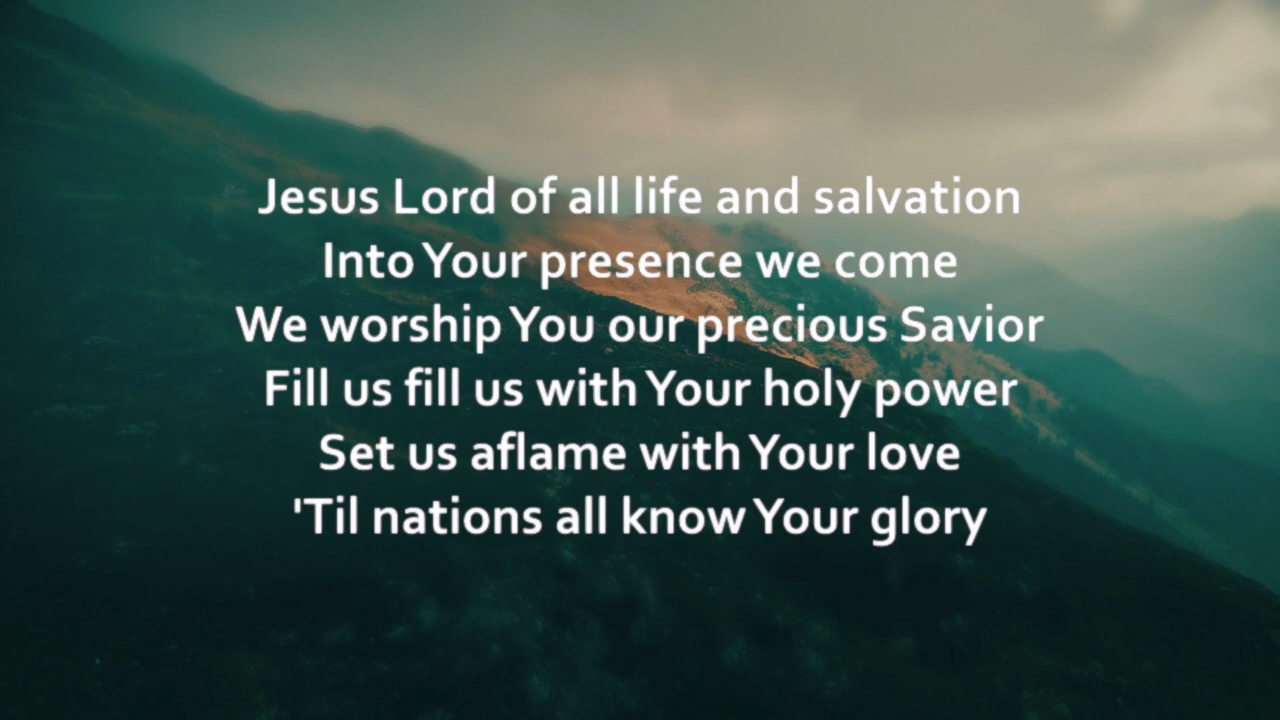 Jesus Lord of all life and salvation
Into Your presence we come
We worship You our precious Savior
Fill us fill us with Your holy power
Set us aflame with Your love
'Til nations all know Your glory